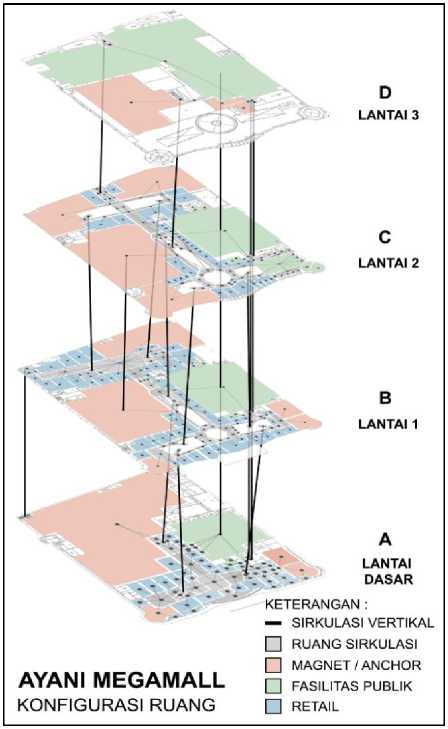 D
LANTAI 3
C
LANTAI 2
B
LANTAI 1
A
LANTAI
DASAR
KETERANGAN :
SIRKULASI VERTIKAL
RUANG SIRKULASI
MAGNET / ANCHOR
FASILITAS PUBLIK
RETAIL
AYANI MEGAMALL
KONFIGURASI RUANG